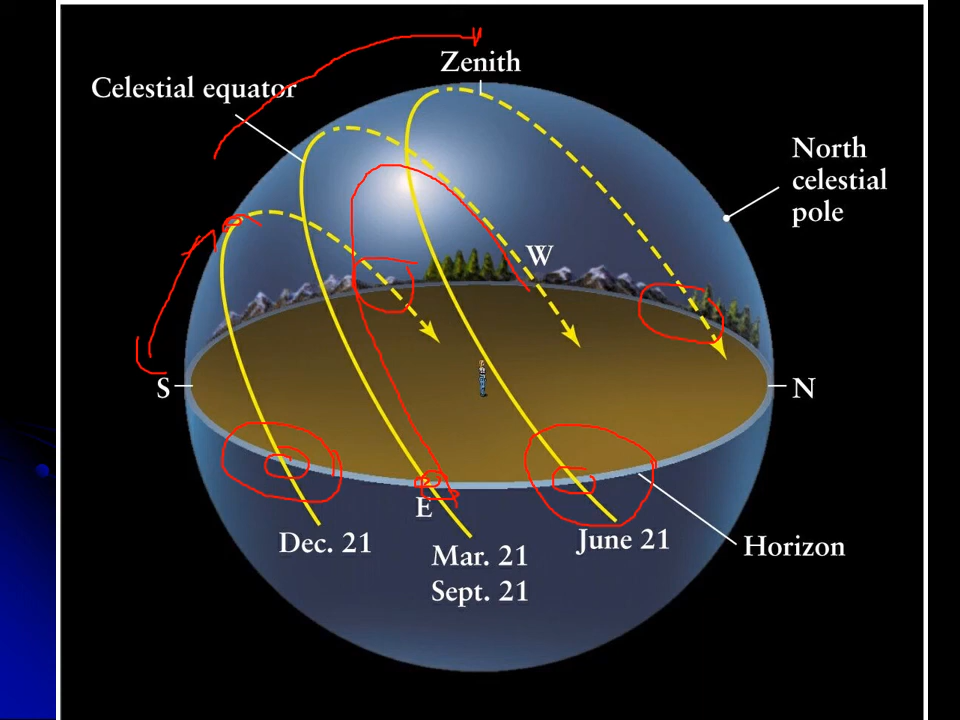 Zenith
Celestial equator
North
celestial
pole
W
S
N
E
Dec. 21
Mar. 21
Sept. 21
June 21
Horizon